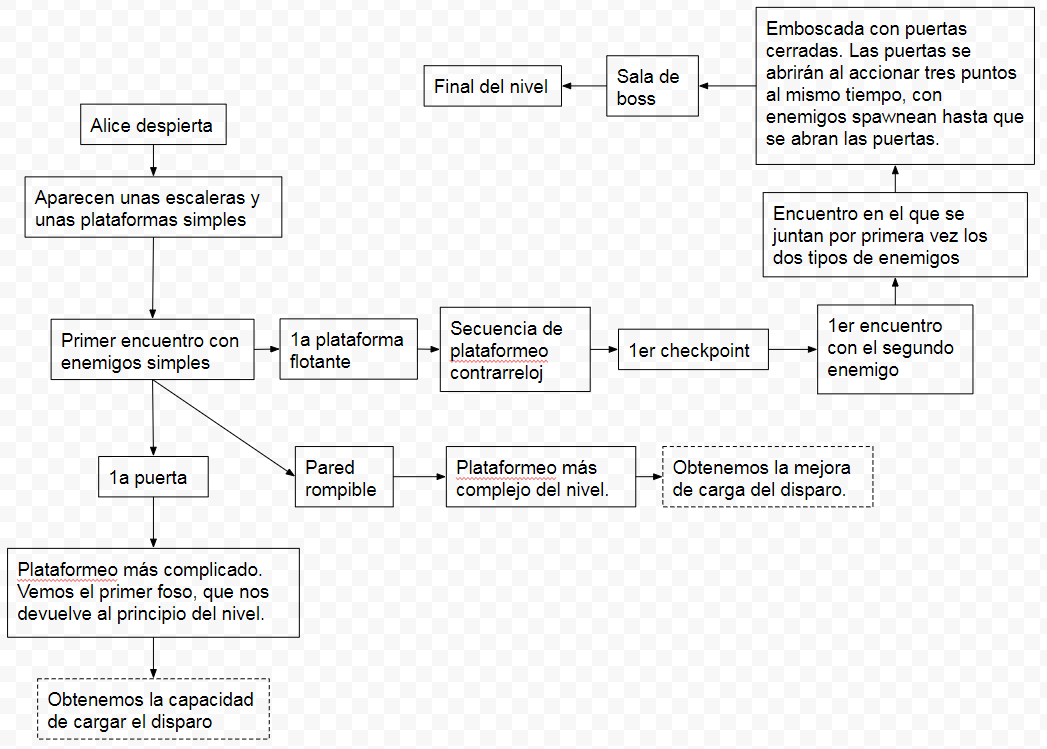 Alice despierta
Aparecen unas escaleras y
unas plataformas simples
Primer encuentro con
enemigos simples
1a plataforma
flotante
Secuencia de
plataformeo
contrarreloj
1er checkpoint
1er encuentro
con el segundo
enemigo
Encuentro en el que se
juntan por primera vez los
dos tipos de enemigos
Emboscada con puertas
cerradas. Las puertas se
abrirán al accionar tres puntos
al mismo tiempo, con
enemigos spawnean hasta que
se abran las puertas.
Sala de
boss
Final del nivel
1a puerta
Plataformeo más complicado.
Vemos el primer foso, que nos
devuelve al principio del nivel.
Obtenemos la capacidad
de cargar el disparo
Pared
rompible
Plataformeo más
complejo del nivel.
Obtenemos la mejora
de carga del disparo.